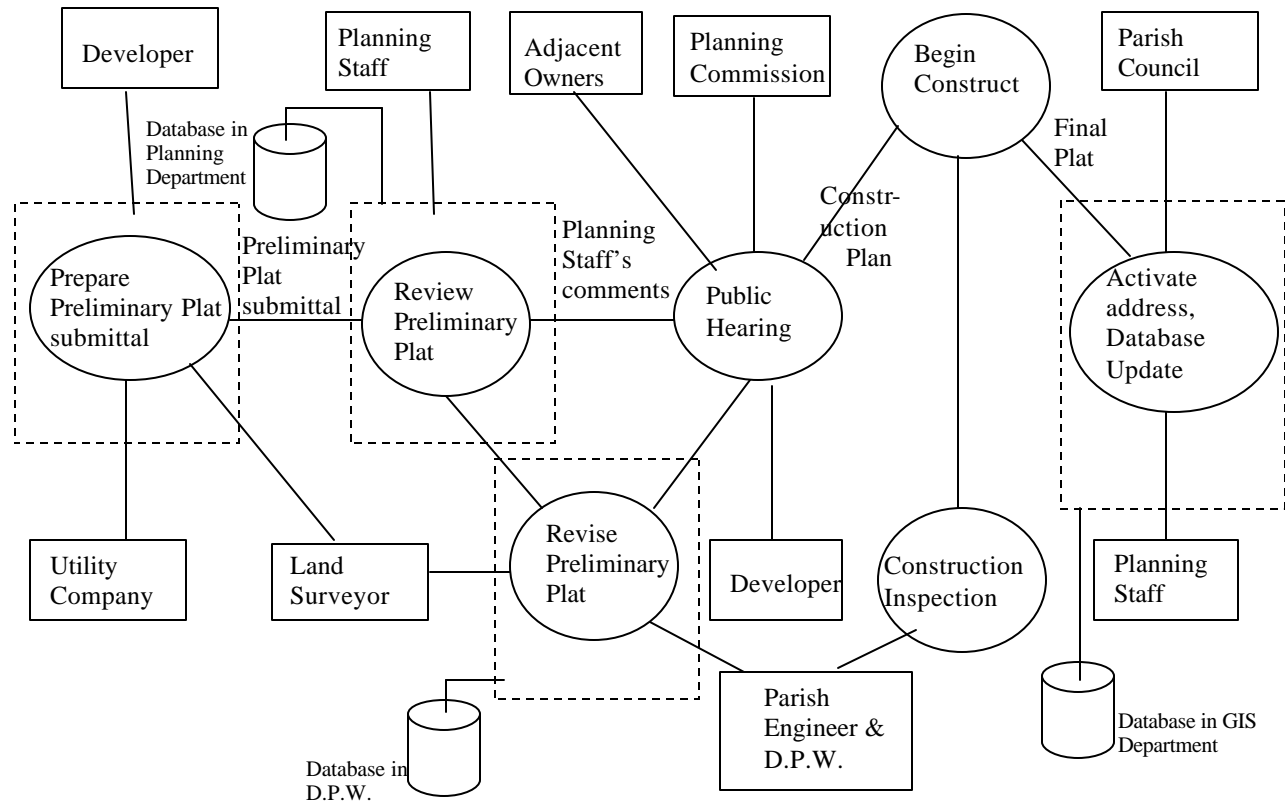 Developer
Planning
Staff
Adjacent
Owners
Planning
Commission
Begin
Construct
Parish
Council
Database in
Planning
Department
Final
Plat
Constr-
uction
Plan
Preliminary
Plat
submittal
Planning
Staff's
comments
Prepare
Preliminary Plat
submittal
Review
Preliminary
Plat
Public
Hearing
Activate
address,
Database
Update
Utility
Company
Land
Surveyor
Revise
Preliminary
Plat
Developer
Construction
Inspection
Planning
Staff
Parish
Engineer &
D.P.W.
Database in
D.P.W.
Database in GIS
Department